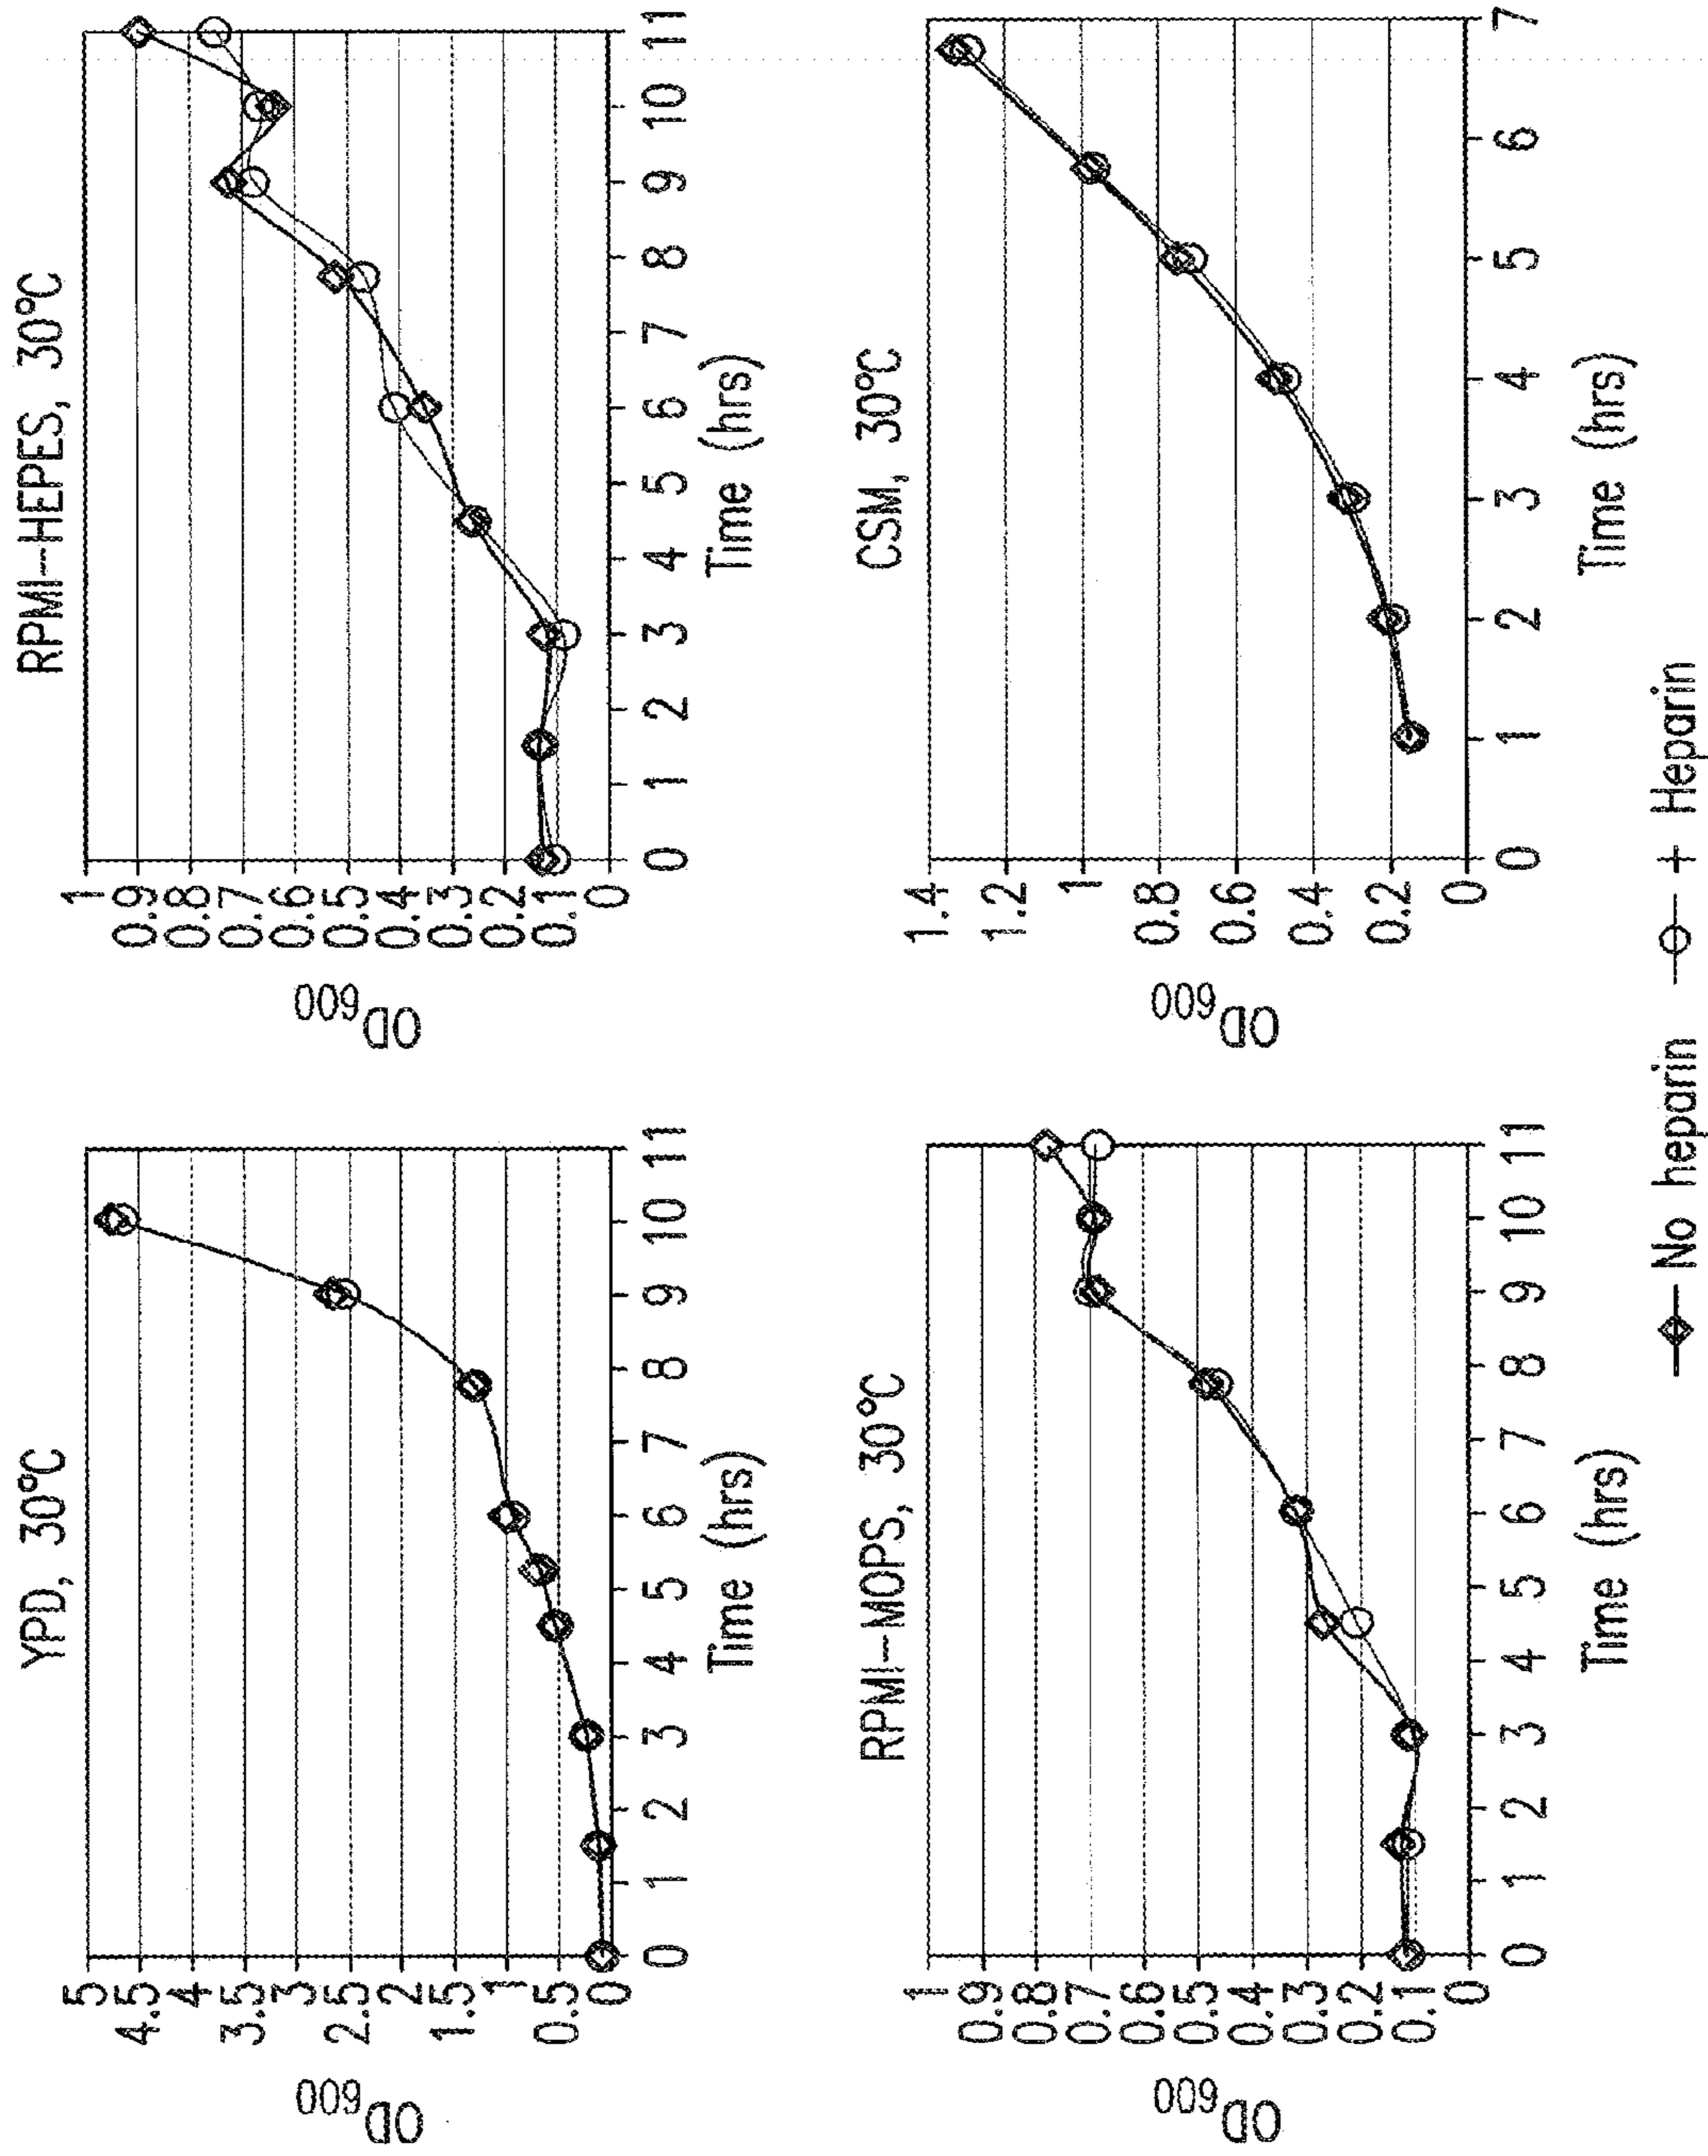 YPD, 30°C
OD600
5
4.5
4
3.5
3
2.5
2
1.5
1
0.5
0
0 1 2 3 4 5 6 7 8 9 10 11
Time (hrs)
RPMI–HEPES, 30°C
OD600
1
0.9
0.8
0.7
0.6
0.5
0.4
0.3
0.2
0.1
0
0 1 2 3 4 5 6 7 8 9 10 11
Time (hrs)
RPMI–MOPS, 30°C
OD600
1
0.9
0.8
0.7
0.6
0.5
0.4
0.3
0.2
0.1
0
0 1 2 3 4 5 6 7 8 9 10 11
Time (hrs)
CSM, 30°C
OD600
1.4
1.2
1
0.8
0.6
0.4
0.2
0
0 1 2 3 4 5 6 7
Time (hrs)
No heparin + Heparin